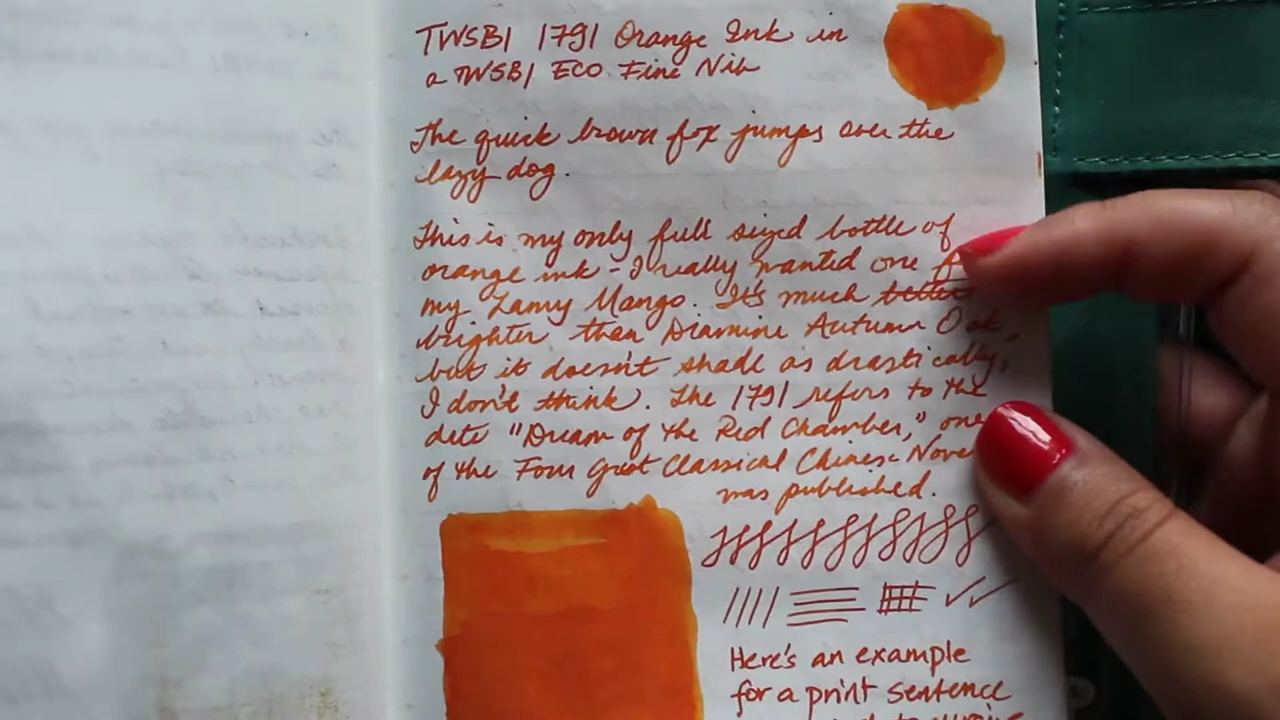 TWSBI 1791 Orange Ink in
a TWSBI ECO Fine Nib
The quick brown fox jumps over the
lazy dog.
This is my only full sized bottle of
orange ink - I really wanted one
my Lamy Mango. It's much better
brighter than Diamine Autumn Oak,
but it doesn't shade as drastically,
I don't think. The 1791 refers to the
date "Dream of the Red Chamber," one
of the Four Great Classical Chinese
was published.
Here's an example
for a print sentence